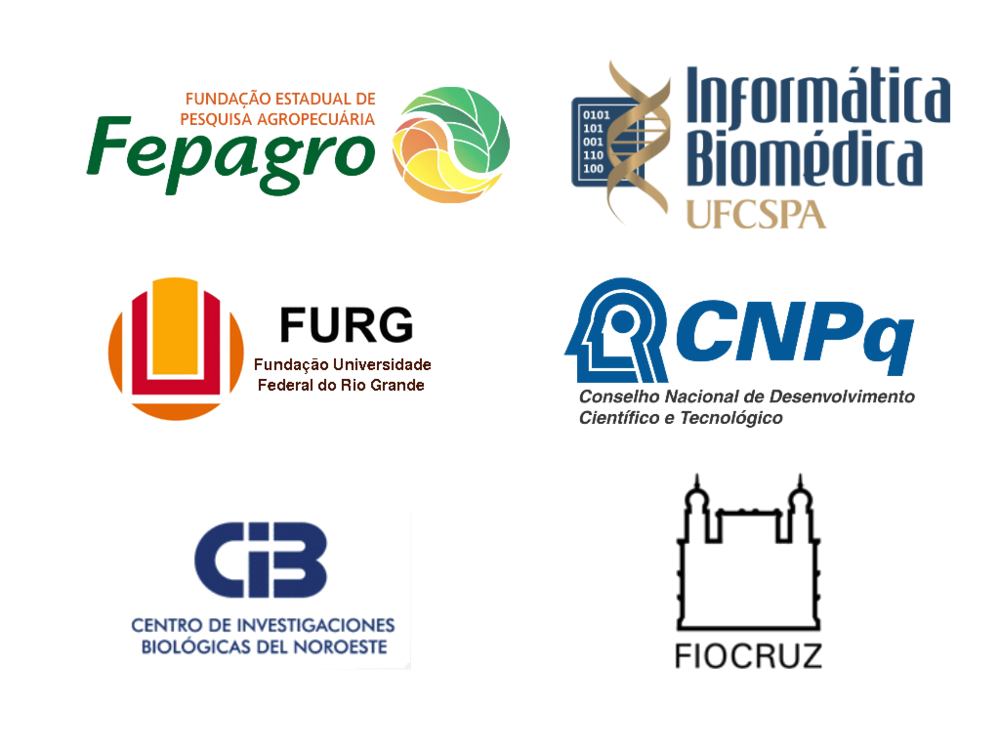 FUNDAÇÃO ESTADUAL DE
PESQUISA AGROPECUÁRIA
Fepagro
0101
101
001
110
100
Informática
Biomédica
UFCSPA
FURG
Fundação Universidade
Federal do Rio Grande
CNPq
Conselho Nacional de Desenvolvimento
Científico e Tecnológico
CiB
CENTRO DE INVESTIGACIONES
BIOLÓGICAS DEL NOROESTE
FIOCRUZ